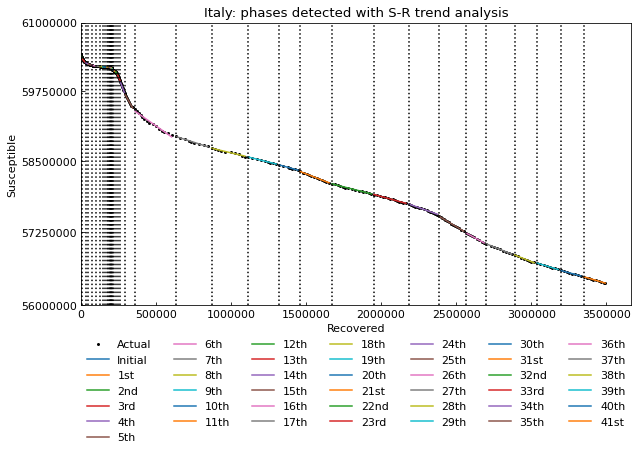 Italy: phases detected with S-R trend analysis
61000000
59750000
58500000
57250000
56000000
Susceptible
0 500000 1000000 1500000 2000000 2500000 3000000 3500000
Recovered
Actual 6th 12th 18th 24th 30th 36th
Initial 7th 13th 19th 25th 31st 37th
1st 8th 14th 20th 26th 32nd 38th
2nd 9th 15th 21st 27th 33rd 39th
3rd 10th 16th 22nd 28th 34th 40th
4th 11th 17th 23rd 29th 35th 41st
5th